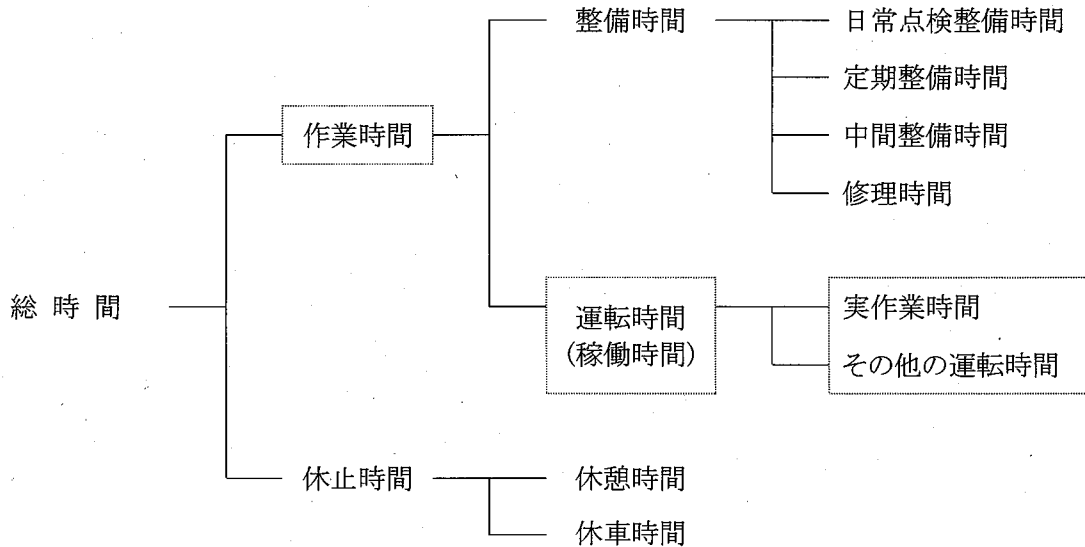 総時間
作業時間
整備時間
日常点検整備時間
定期整備時間
中間整備時間
修理時間
運転時間
(稼働時間)
実作業時間
その他の運転時間
休止時間
休憩時間
休車時間